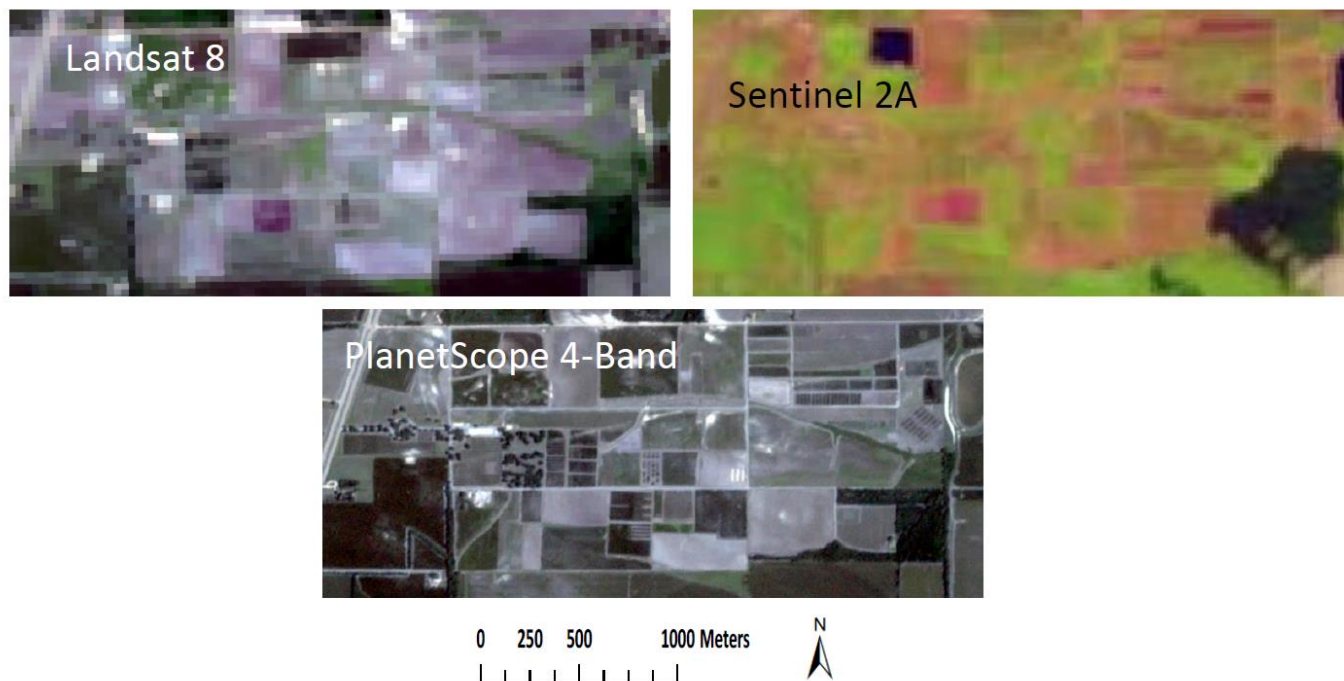 Landsat 8
Sentinel 2A
PlanetScope 4-Band
0 250 500 1000 Meters
N